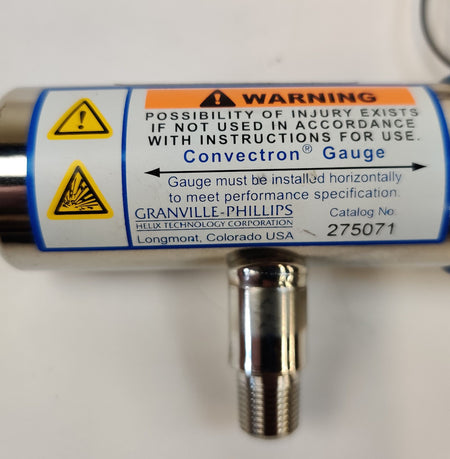 WARNING
POSSIBILITY OF INJURY EXISTS
IF NOT USED IN ACCORDANCE
WITH INSTRUCTIONS FOR USE.
Convectron® Gauge
Gauge must be installed horizontally
to meet performance specification.
GRANVILLE-PHILLIPS
HELIX TECHNOLOGY CORPORATION
Longmont, Colorado USA
Catalog No:
275071